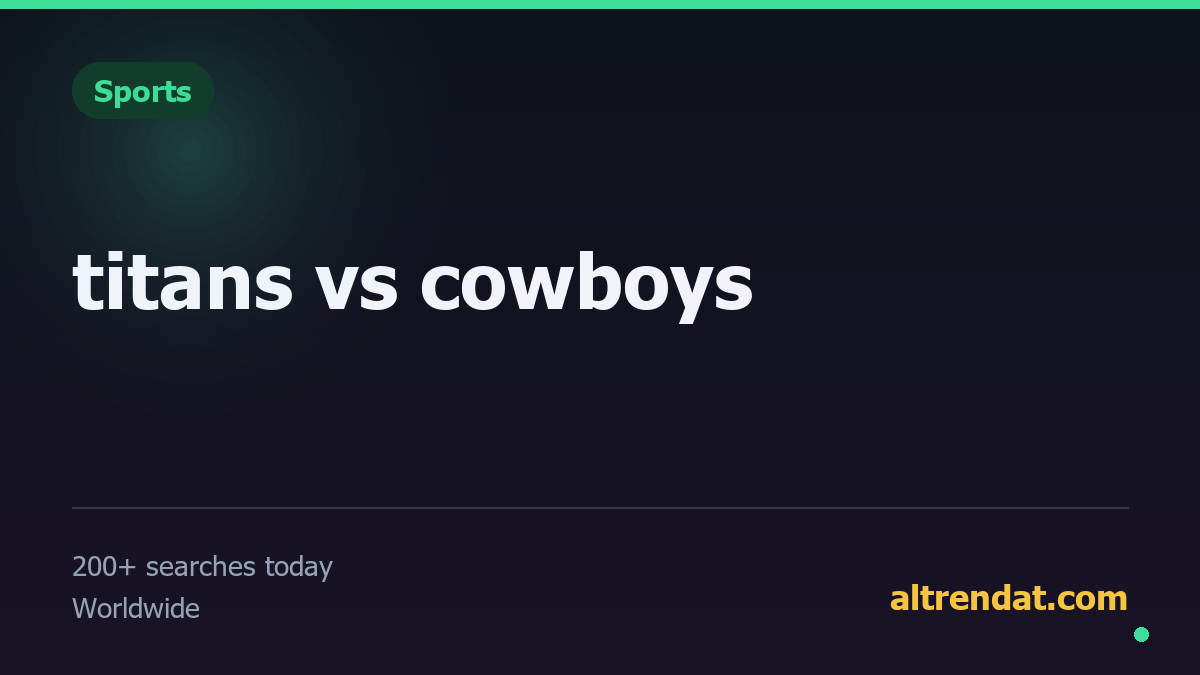 Sports
titans vs cowboys
200+ searches today
Worldwide
altrendat.com